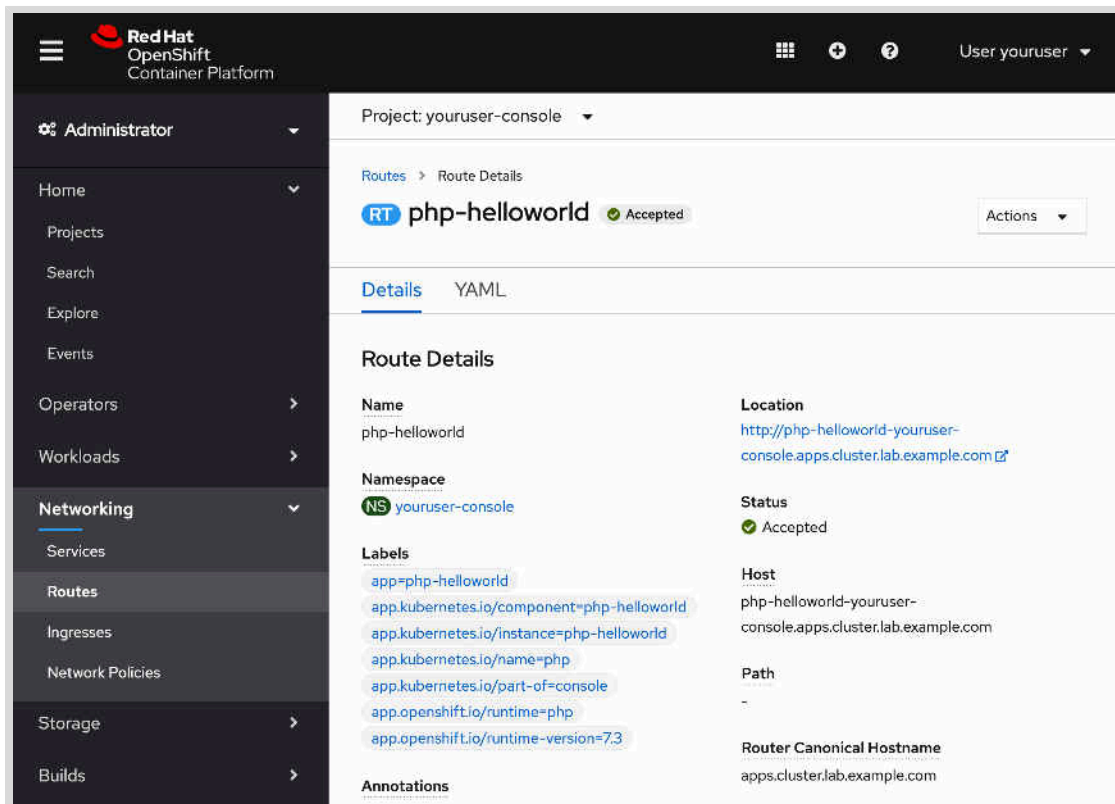 Red Hat
OpenShift
Container Platform
User youruser
Administrator
Home
Projects
Search
Explore
Events
Operators
Workloads
Networking
Services
Routes
Ingresses
Network Policies
Storage
Builds
Project: youruser-console
Routes > Route Details
RT php-helloworld Accepted
Actions
Details YAML
Route Details
Name
php-helloworld
Namespace
NS youruser-console
Labels
app=php-helloworld
app.kubernetes.io/component=php-helloworld
app.kubernetes.io/instance=php-helloworld
app.kubernetes.io/name=php
app.kubernetes.io/part-of=console
app.openshift.io/runtime=php
app.openshift.io/runtime-version=7.3
Annotations
Location
http://php-helloworld-youruser-
console.apps.cluster.lab.example.com
Status
Accepted
Host
php-helloworld-youruser-
console.apps.cluster.lab.example.com
Path
-
Router Canonical Hostname
apps.cluster.lab.example.com